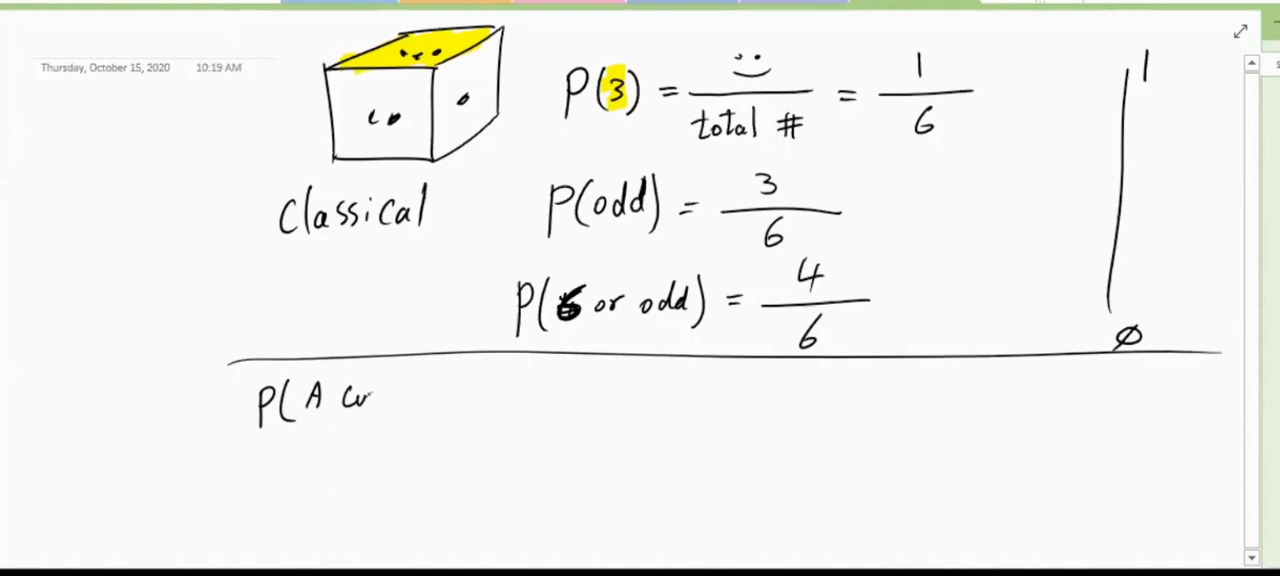 Thursday, October 15, 2020 10:19 AM
P(3) = total # = 1 / 6
1
Classical
P(odd) = 3 / 6
P(6 or odd) = 4 / 6
0
P( A